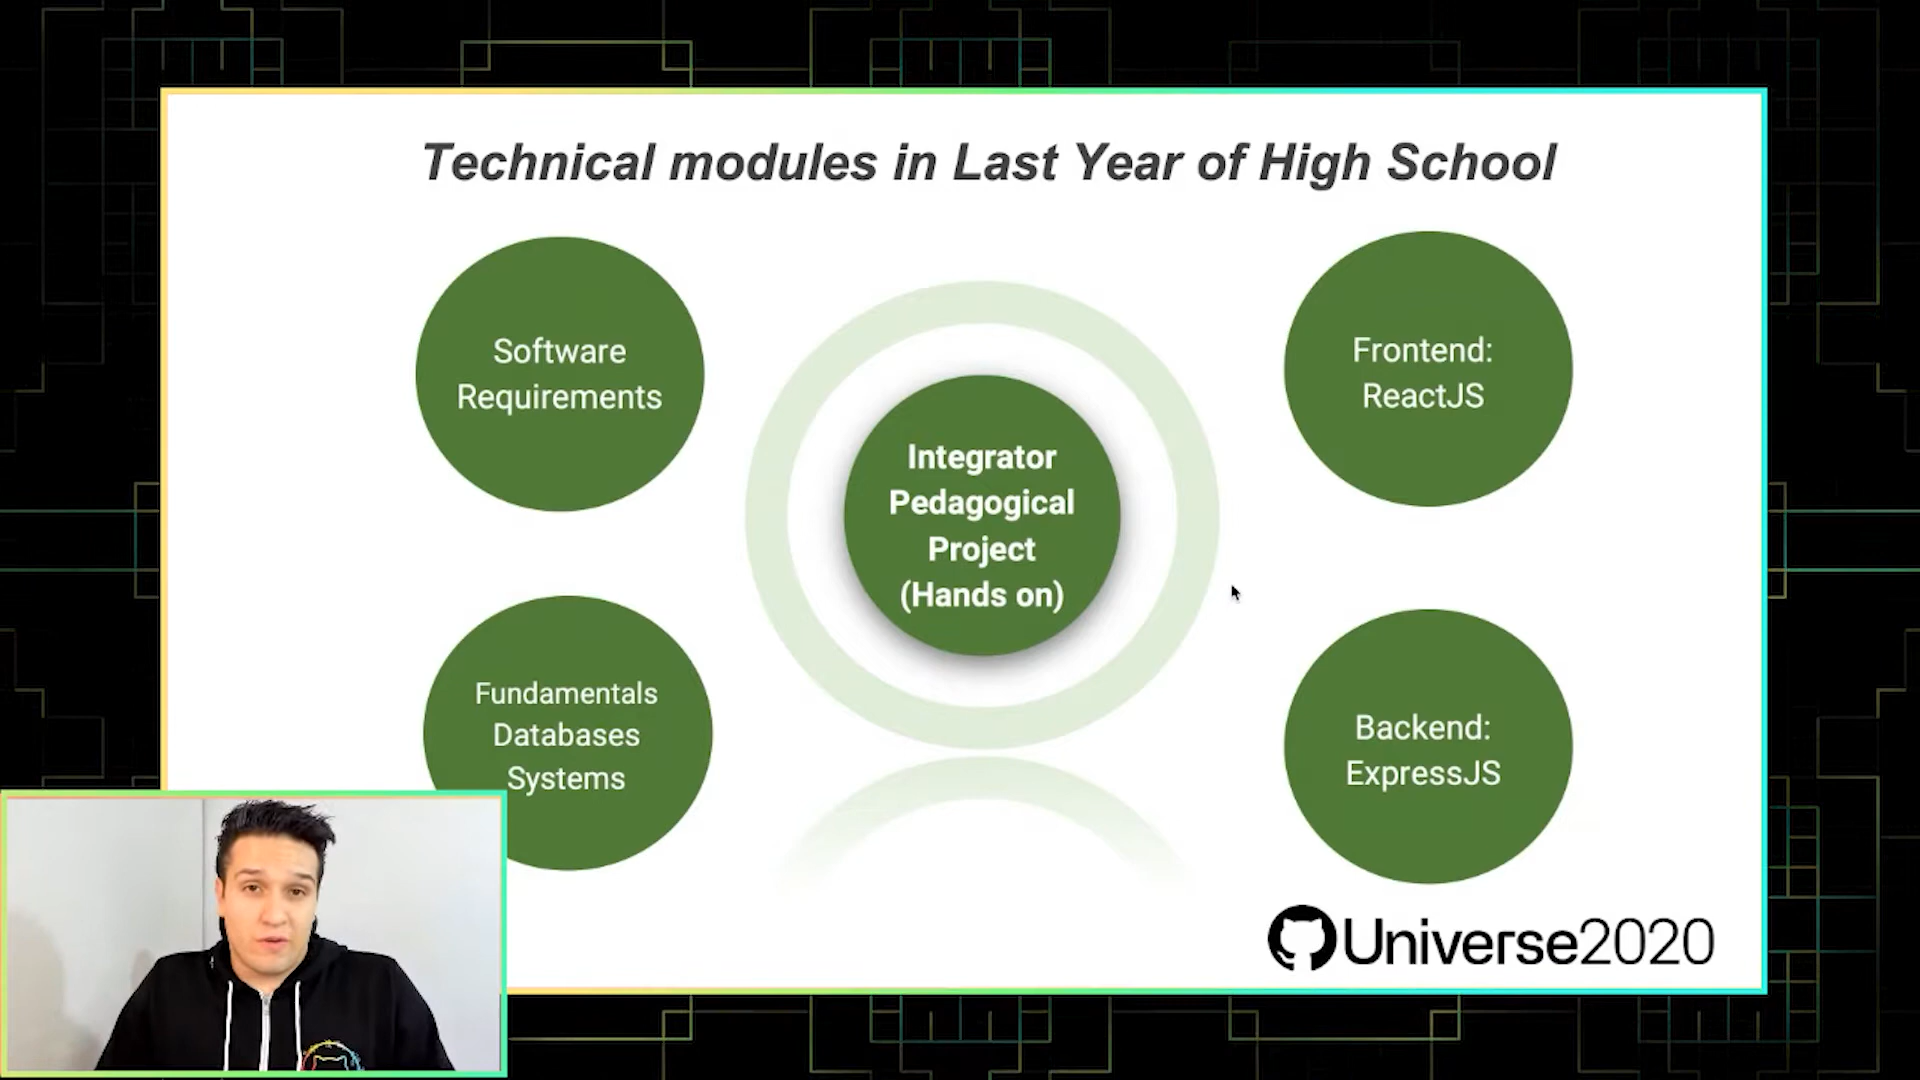 Technical modules in Last Year of High School
Software
Requirements
Frontend:
ReactJS
Integrator
Pedagogical
Project
(Hands on)
Fundamentals
Databases
Systems
Backend:
ExpressJS
Universe2020